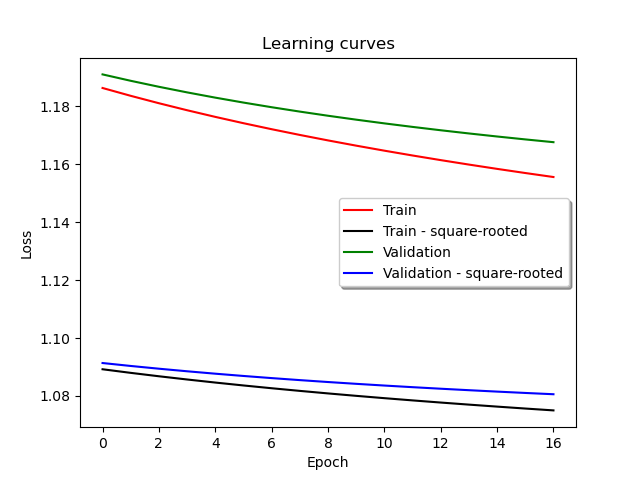 Learning curves
Loss
1.18
1.16
1.14
1.12
1.10
1.08
Train
Train - square-rooted
Validation
Validation - square-rooted
0 2 4 6 8 10 12 14 16
Epoch